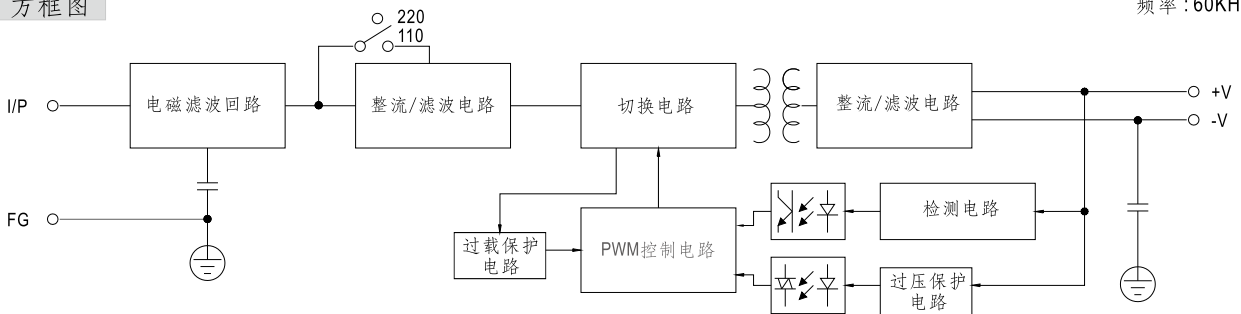 方框图
频率:60KH
220
110
I/P
电磁滤波回路
整流/滤波电路
切换电路
整流/滤波电路
+V
-V
FG
过载保护
电路
PWM控制电路
检测电路
过压保护
电路